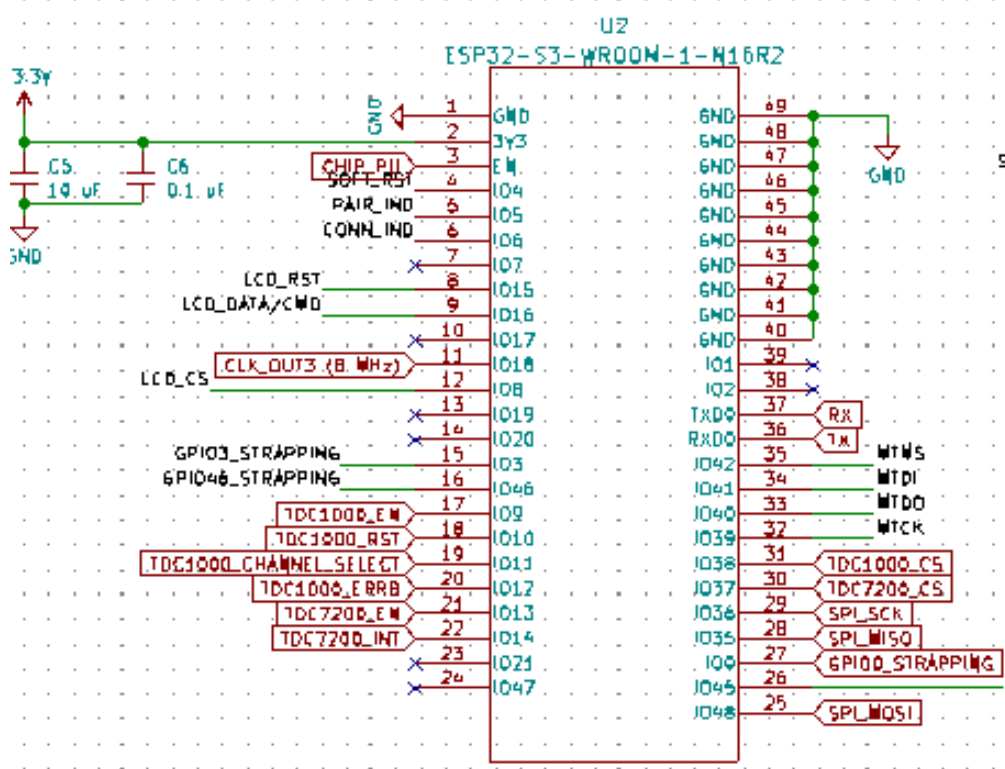 U2
ESP32-S3-WROOM-1-N16R2
3.3V
C5
10. uF
C6
0.1. uF
GND
GND
1 GND
2 3V3
CHIP_PU 3 EN
SOFT_RST 4 IO4
PAIR_IND 5 IO5
CONN_IND 6 IO6
7 IO7
LCD_RST 8 IO15
LCD_DATA/CMD 9 IO16
10 IO17
CLK_OUT3 (8. MHz) 11 IO18
LCD_CS 12 IO8
13 IO19
14 IO20
GPIO3_STRAPPING 15 IO3
GPIO46_STRAPPING 16 IO46
TDC1000_EN 17 IO9
TDC1000_RST 18 IO10
TDC1000_CHANNEL_SELECT 19 IO11
TDC1000_ERRB 20 IO12
TDC7200_EN 21 IO13
TDC7200_INT 22 IO14
23 IO21
24 IO47
GND 49
GND 48
GND 47
GND 46
GND 45
GND 44
GND 43
GND 42
GND 41
GND 40
GND
IO1 39
IO2 38
TXD0 37 RX
RXD0 36 TX
IO42 35 MTMS
IO41 34 MTDI
IO40 33 MTDO
IO39 32 MTCK
IO38 31 TDC1000_CS
IO37 30 TDC7200_CS
IO36 29 SPI_SCK
IO35 28 SPI_MISO
IO0 27 GPIO0_STRAPPING
IO45 26
IO48 25 SPI_MOSI